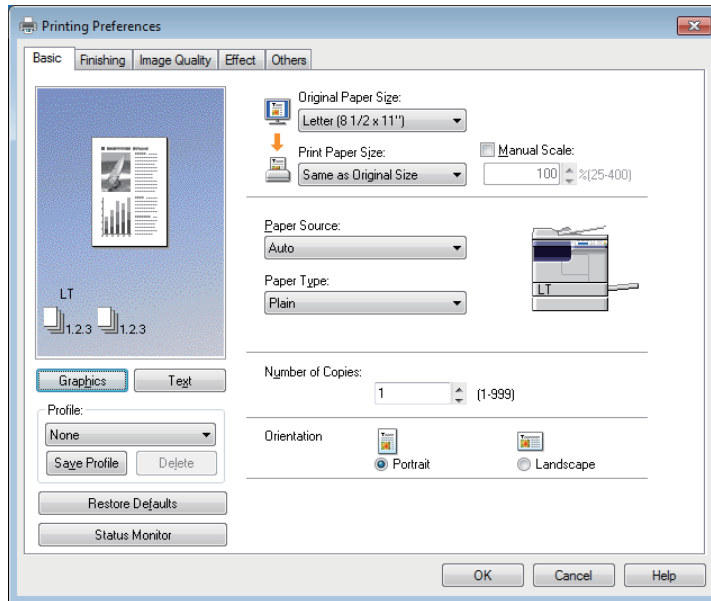 Printing Preferences
Basic Finishing Image Quality Effect Others
Original Paper Size:
Letter (8 1/2 x 11")
Print Paper Size:
Same as Original Size
Manual Scale:
100 %(25-400)
Paper Source:
Auto
Paper Type:
Plain
LT
LT
1.2.3 1.2.3
Graphics Text
Number of Copies:
1 (1-999)
Profile:
None
Save Profile Delete
Orientation
Portrait Landscape
Restore Defaults
Status Monitor
OK Cancel Help